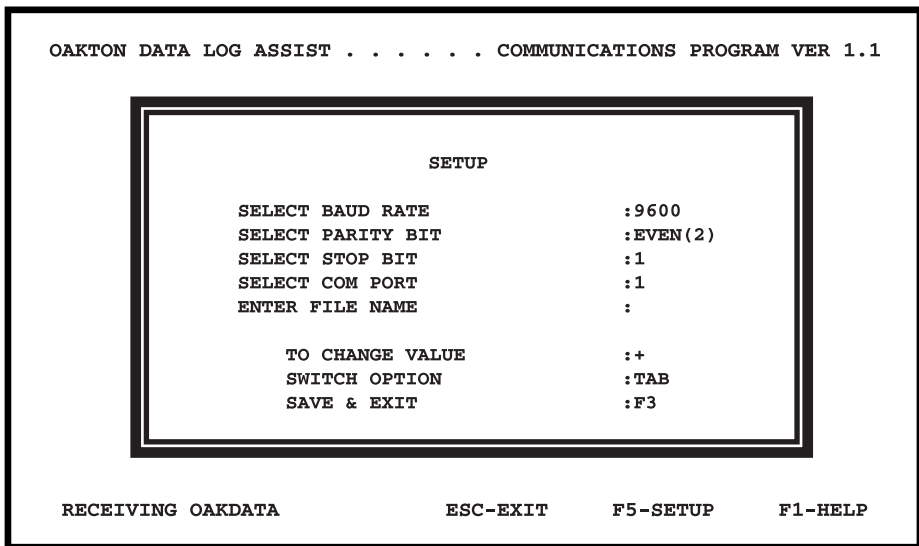 OAKTON DATA LOG ASSIST . . . . . . COMMUNICATIONS PROGRAM VER 1.1
SETUP
SELECT BAUD RATE :9600
SELECT PARITY BIT :EVEN(2)
SELECT STOP BIT :1
SELECT COM PORT :1
ENTER FILE NAME :
TO CHANGE VALUE :+
SWITCH OPTION :TAB
SAVE & EXIT :F3
RECEIVING OAKDATA ESC-EXIT F5-SETUP F1-HELP